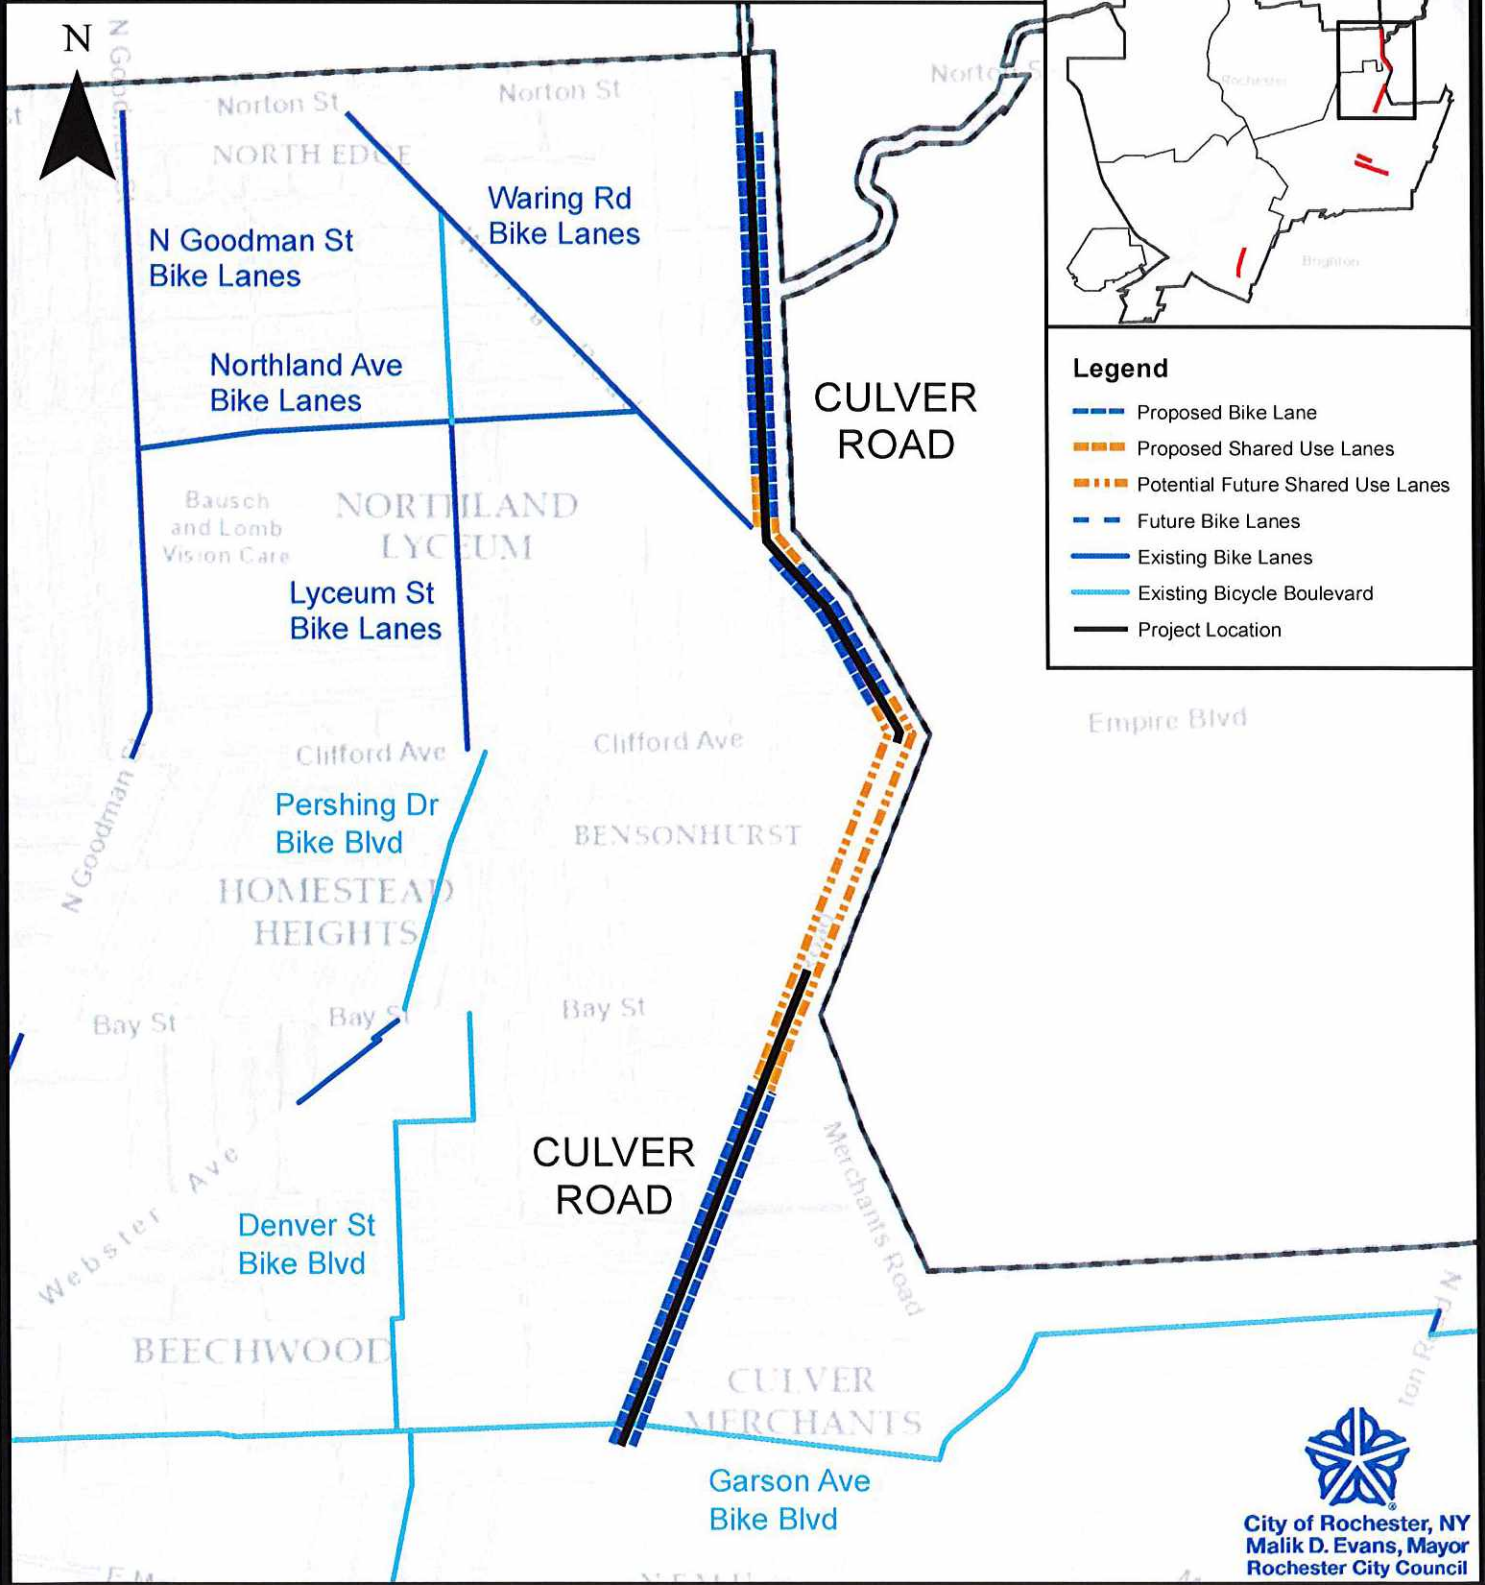 N
N Good
Norton St
Norton St
Norton S
NORTH EDGE
Waring Rd
Bike Lanes
N Goodman St
Bike Lanes
Northland Ave
Bike Lanes
CULVER
ROAD
Bausch
and Lomb
Vision Care
NORTHLAND
LYCEUM
Lyceum St
Bike Lanes
Clifford Ave
Clifford Ave
Empire Blvd
N Goodman St
Pershing Dr
Bike Blvd
BENSONHURST
HOMESTEAD
HEIGHTS
Bay St
Bay St
Bay St
CULVER
ROAD
Merchants Road
Webster Ave
Denver St
Bike Blvd
BEECHWOOD
CULVER
MERCHANTS
Garson Ave
Bike Blvd
Rochester
Brighton
Legend
Proposed Bike Lane
Proposed Shared Use Lanes
Potential Future Shared Use Lanes
Future Bike Lanes
Existing Bike Lanes
Existing Bicycle Boulevard
Project Location
City of Rochester, NY
Malik D. Evans, Mayor
Rochester City Council